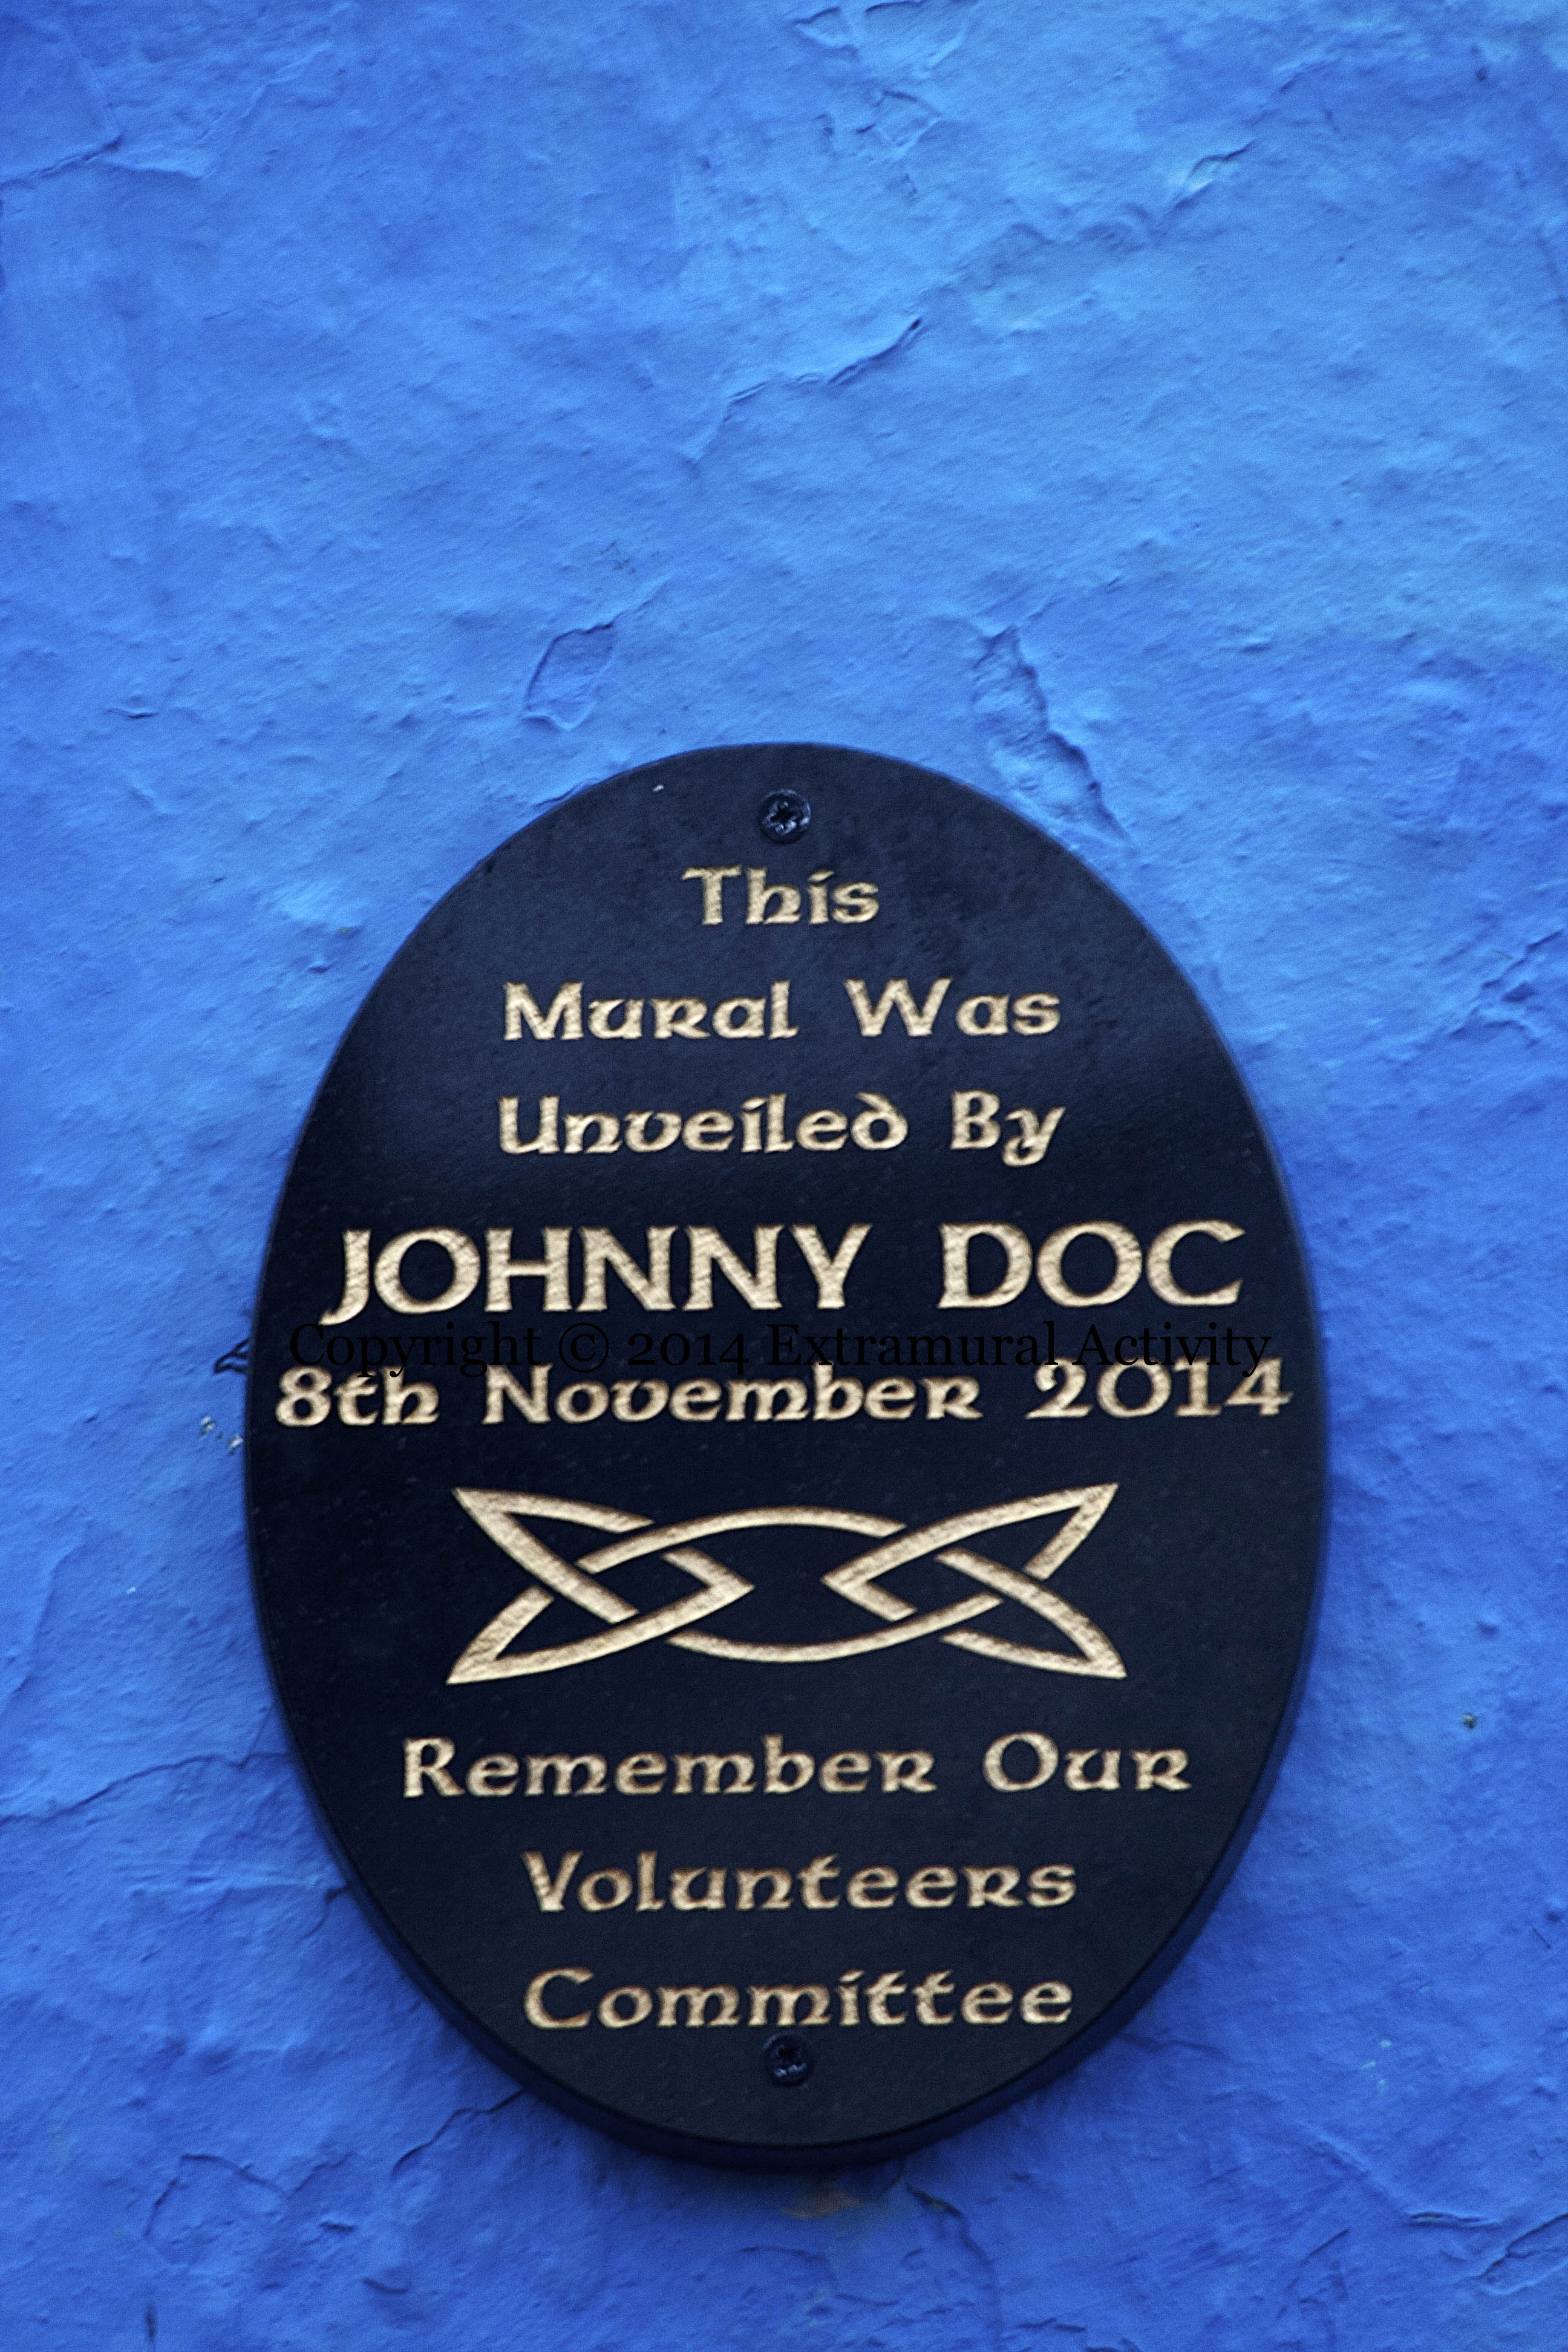 This
Mural Was
Unveiled By
JOHNNY DOC
Copyright © 2014 Extramural Activity
8th November 2014
Remember Our
Volunteers
Committee